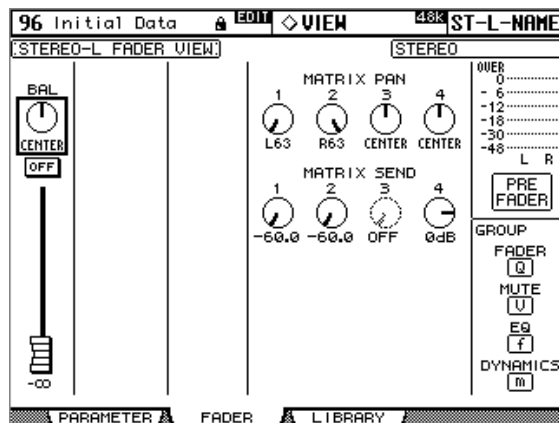 96 Initial Data EDIT ◇VIEW 48k ST-L-NAME
STEREO-L FADER VIEW STEREO
BAL
CENTER
OFF
-∞
MATRIX PAN
1 2 3 4
L63 R63 CENTER CENTER
MATRIX SEND
1 2 3 4
-60.0 -60.0 OFF 0dB
OVER
0
- 6
-12
-18
-30
-48
L R
PRE
FADER
GROUP
FADER
Q
MUTE
V
EQ
f
DYNAMICS
m
PARAMETER FADER LIBRARY